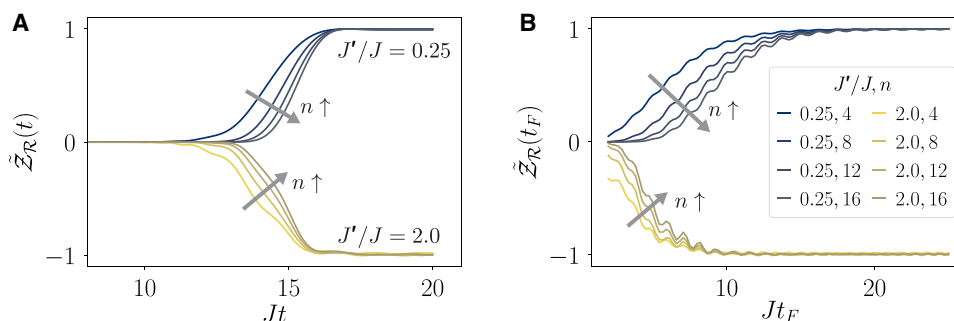 A
1
0
−1
Z̃_R(t)
J′/J = 0.25
n ↑
n ↑
J′/J = 2.0
10
15
20
Jt
B
1
0
−1
Z̃_R(t_F)
n ↑
n ↑
J′/J, n
0.25, 4
2.0, 4
0.25, 8
2.0, 8
0.25, 12
2.0, 12
0.25, 16
2.0, 16
10
20
Jt_F